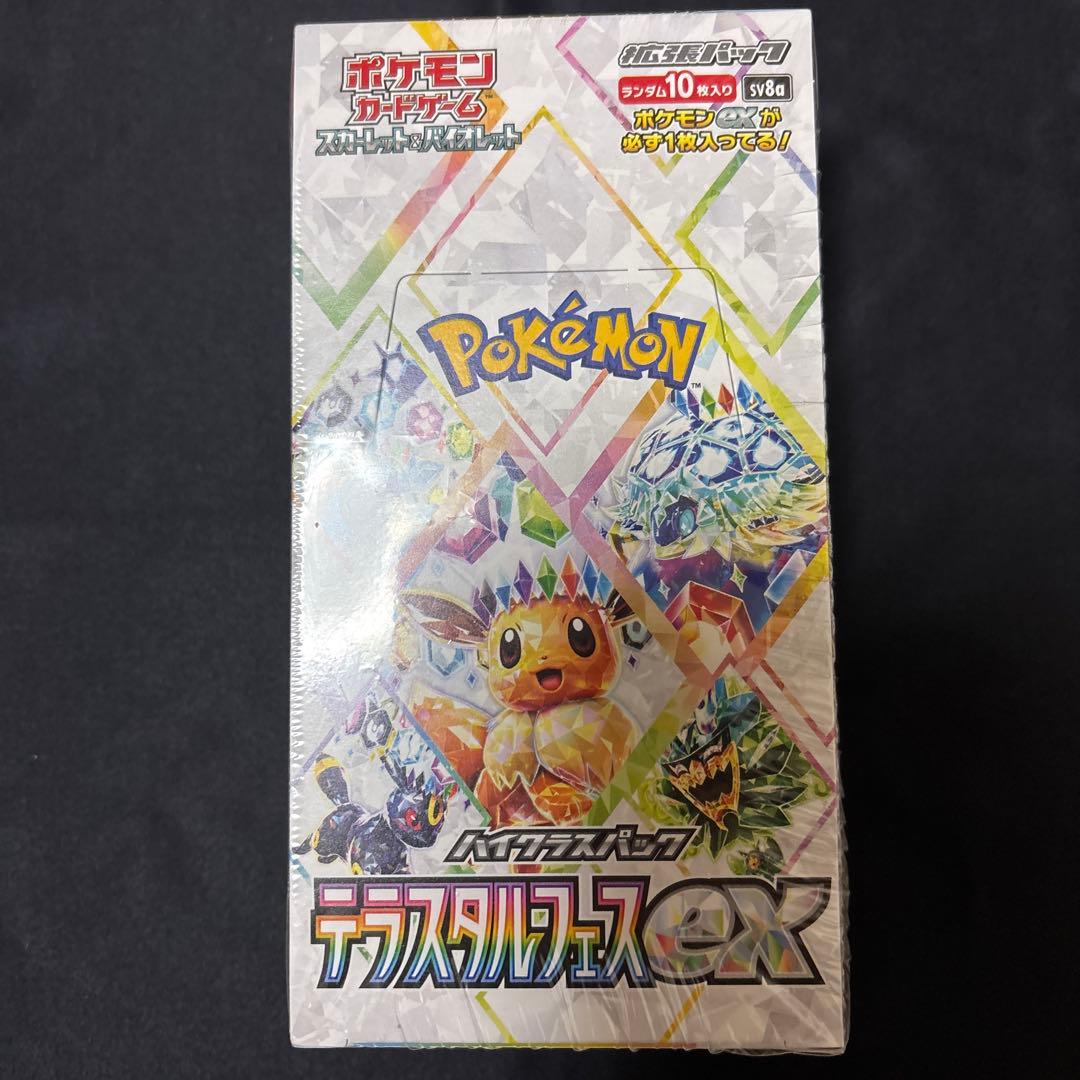 ポケモン
カードゲーム™
スカーレット&バイオレット
拡張パック
ランダム10枚入り SV8a
ポケモンexが
必ず1枚入ってる!
POKéMON™
ハイクラスパック
テラスタル・フェスex